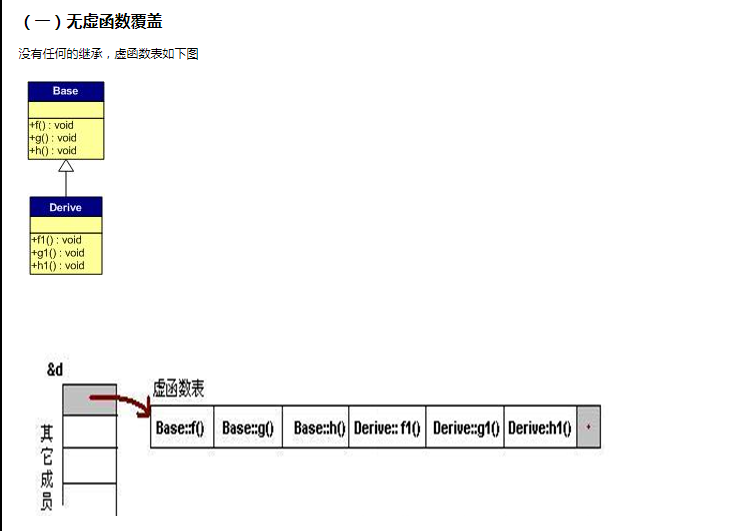 （一）无虚函数覆盖
没有任何的继承，虚函数表如下图
Base
+f() : void
+g() : void
+h() : void
Derive
+f1() : void
+g1() : void
+h1() : void
&d
虚函数表
Base::f() Base::g() Base::h() Derive:: f1() Derive::g1() Derive:h1()
其它成员